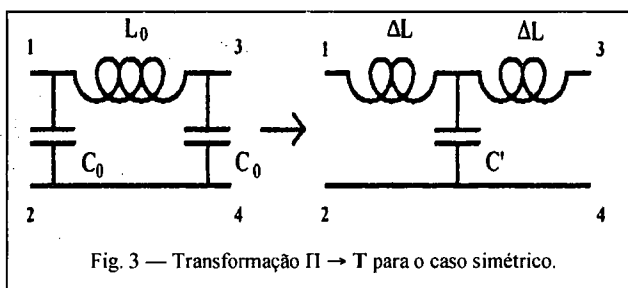 L₀
ΔL
ΔL
1
3
1
3
C₀
C₀
C'
2
4
2
4
Fig. 3 — Transformação Π → T para o caso simétrico.